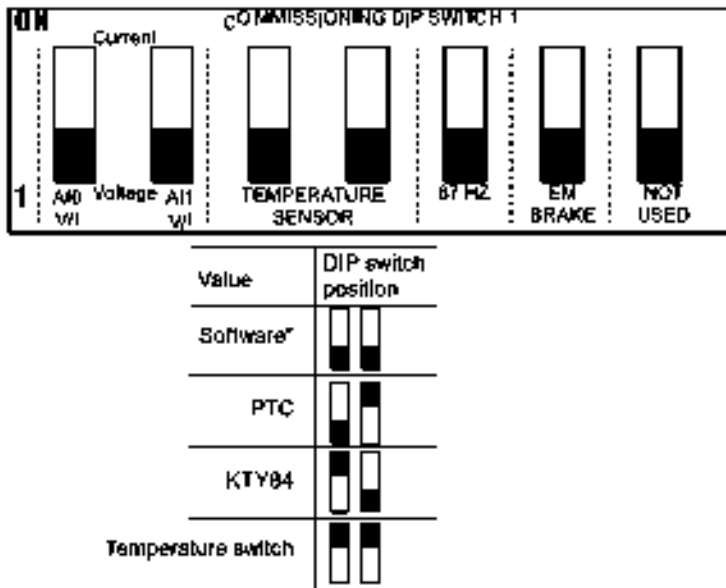 ON
COMMISSIONING DIP SWITCH 1
Current
1
AI0 Voltage AI1
V/I V/I
TEMPERATURE
SENSOR
87 HZ
EM
BRAKE
NOT
USED
Value
DIP switch
position
Software*
PTC
KTY84
Temperature switch